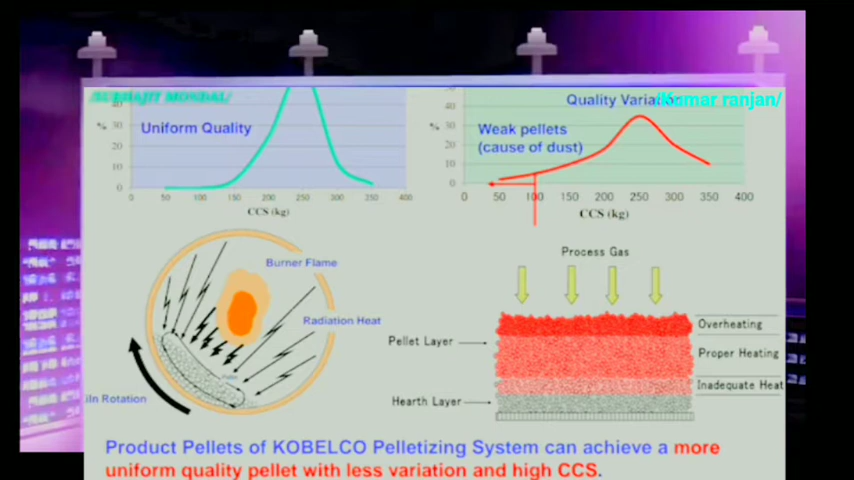 /SUBHAJIT MONDAL/
/Kumar ranjan/
Quality Varia
40
%
30
20
10
0
Uniform Quality
0 50 100 150 200 250 300 350 400
CCS (kg)
50
40
%
30
20
10
0
Weak pellets
(cause of dust)
0 50 100 150 200 250 300 350 400
CCS (kg)
Burner Flame
Radiation Heat
iln Rotation
Process Gas
Pellet Layer
Hearth Layer
Overheating
Proper Heating
Inadequate Heat
Product Pellets of KOBELCO Pelletizing System can achieve a more
uniform quality pellet with less variation and high CCS.